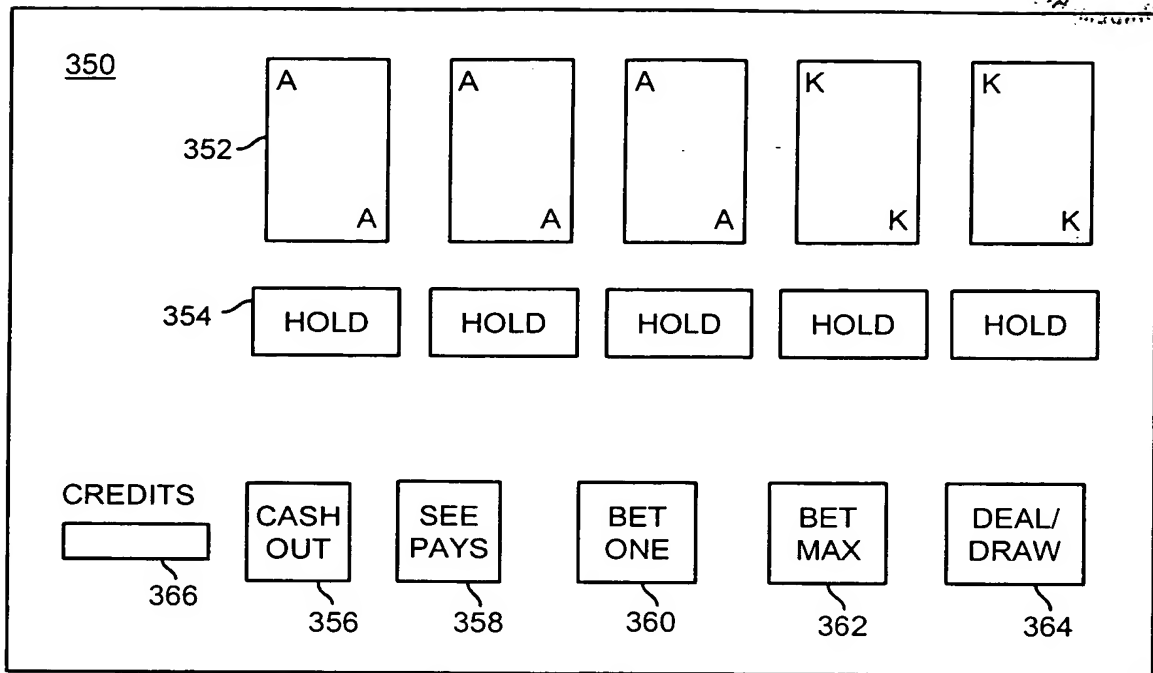 350
A A A K K
352
A A A K K
354
HOLD HOLD HOLD HOLD HOLD
CREDITS
366
CASH
OUT
356
SEE
PAYS
358
BET
ONE
360
BET
MAX
362
DEAL/
DRAW
364